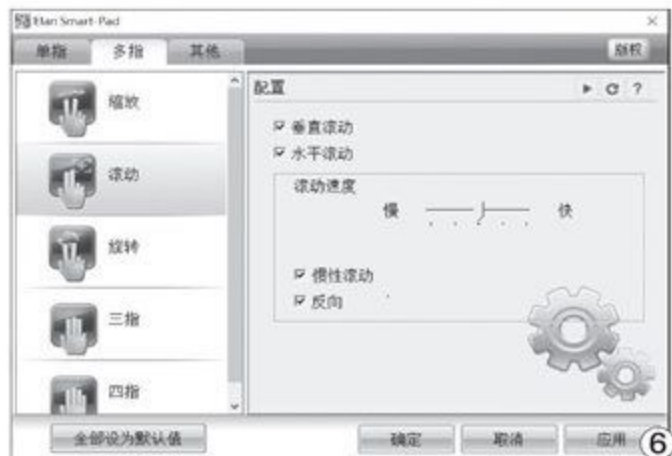 Elan Smart-Pad
单指 多指 其他 版权
缩放
滚动
旋转
三指
四指
配置
垂直滚动
水平滚动
滚动速度
慢 快
惯性滚动
反向
全部设为默认值 确定 取消 应用
⑥